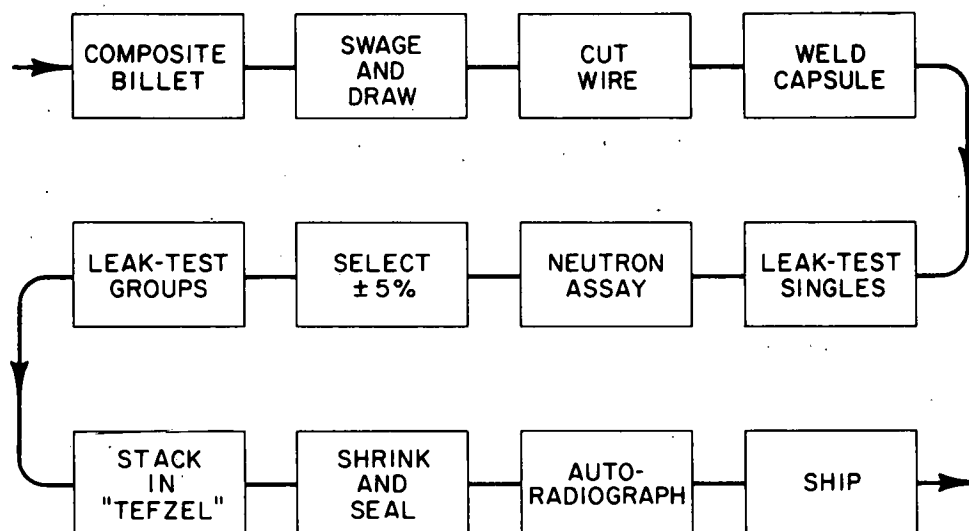 COMPOSITE
BILLET
SWAGE
AND
DRAW
CUT
WIRE
WELD
CAPSULE
LEAK-TEST
SINGLES
NEUTRON
ASSAY
SELECT
±5%
LEAK-TEST
GROUPS
STACK
IN
"TEFZEL"
SHRINK
AND
SEAL
AUTO-
RADIOGRAPH
SHIP